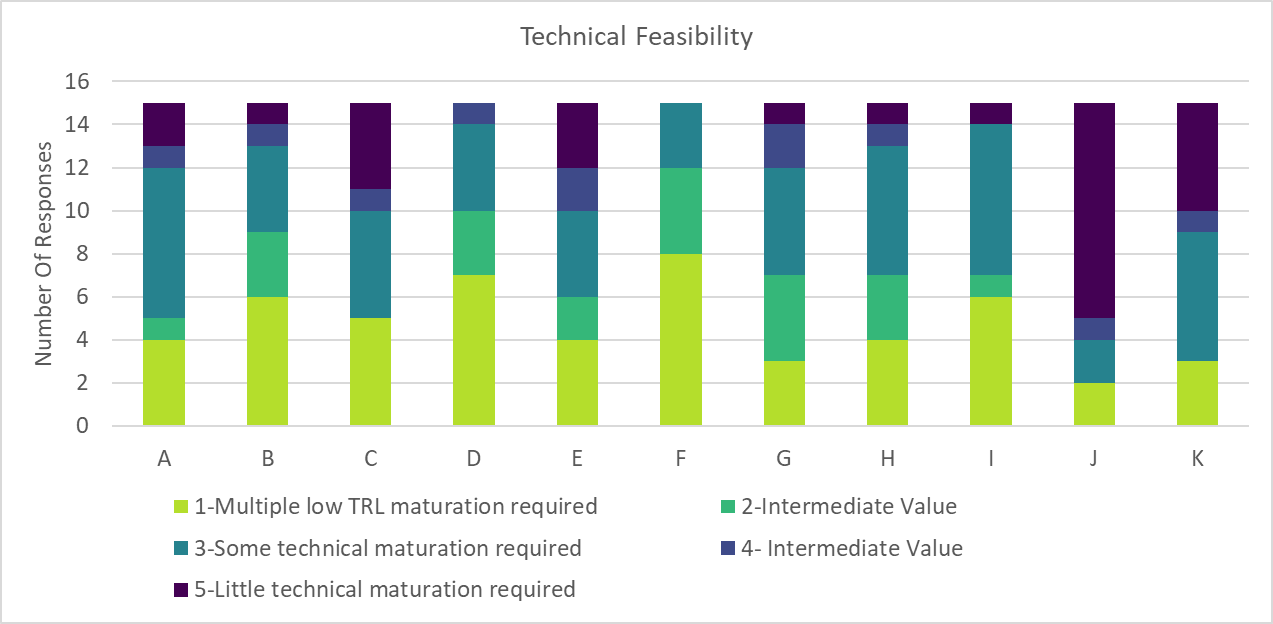 Technical Feasibility
Number Of Responses
16
14
12
10
8
6
4
2
0
A B C D E F G H I J K
1-Multiple low TRL maturation required 2-Intermediate Value
3-Some technical maturation required 4- Intermediate Value
5-Little technical maturation required